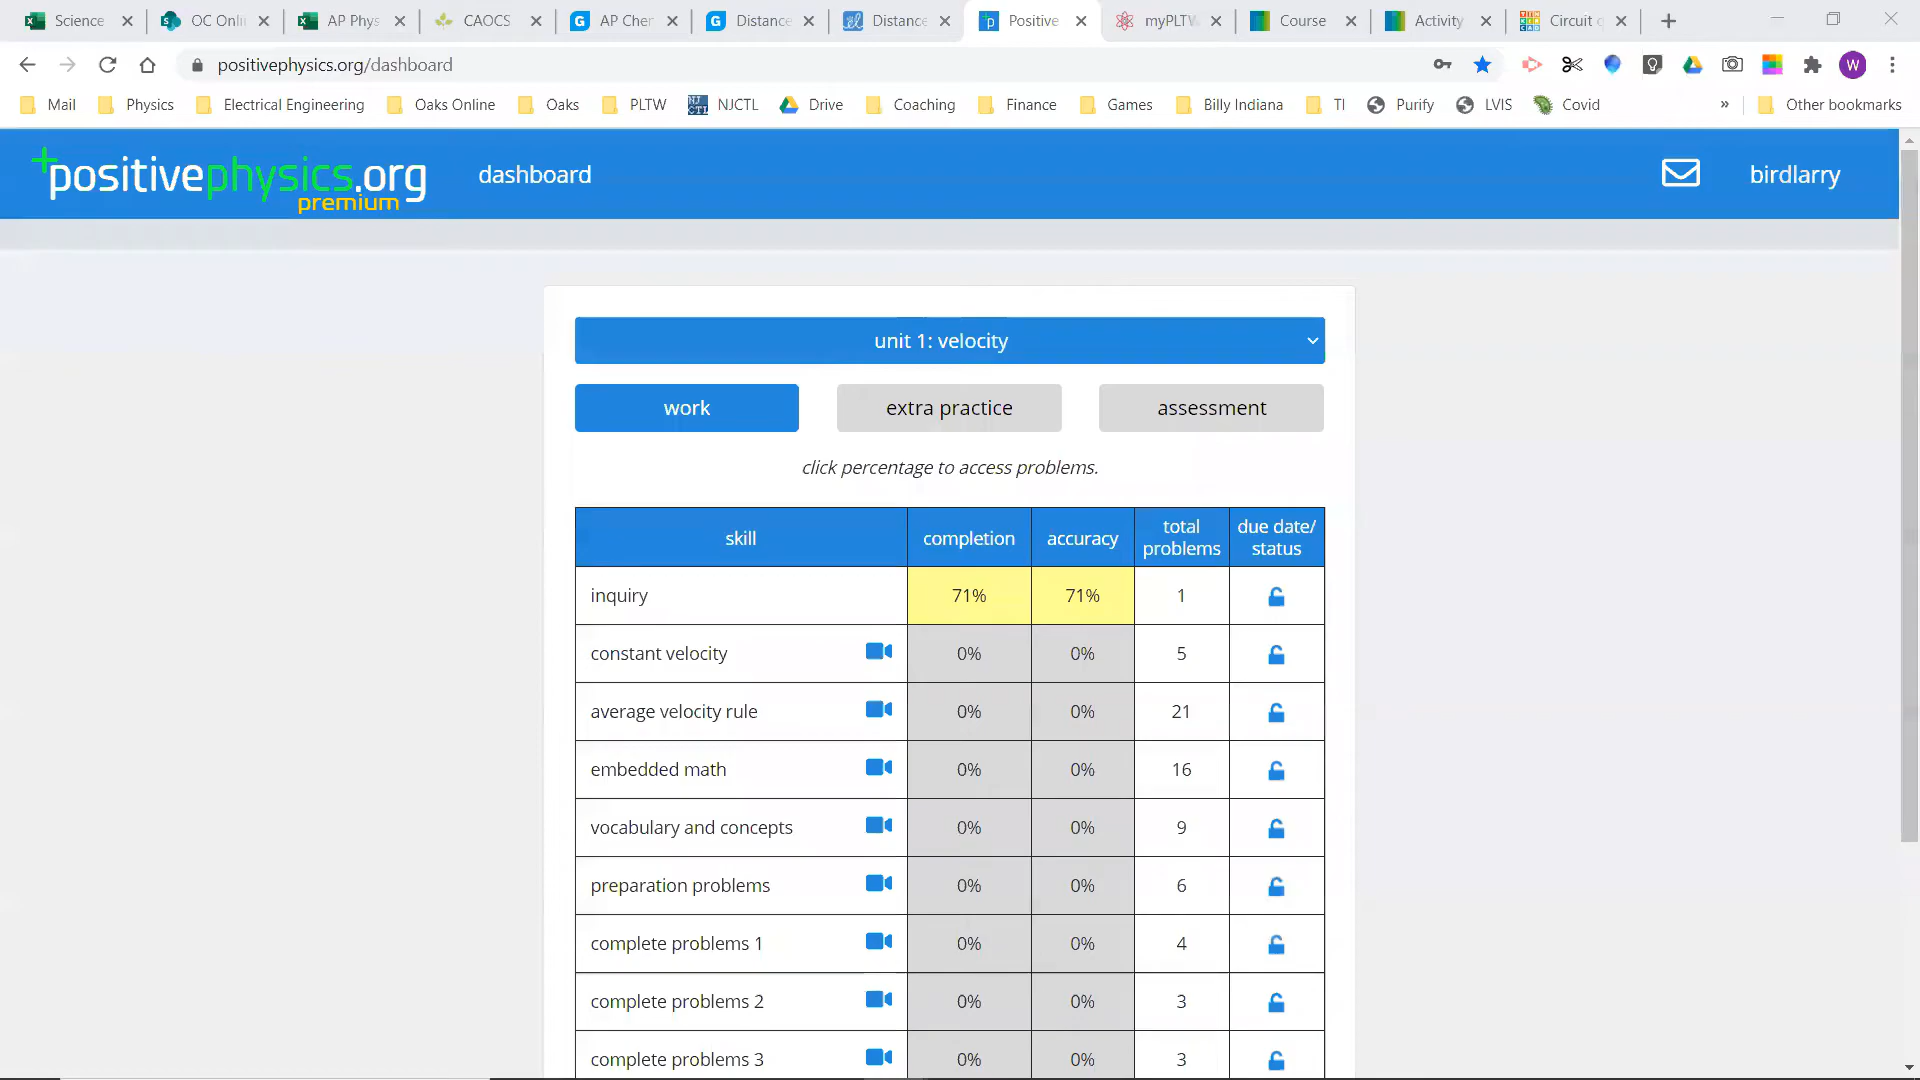 Science
OC Onli
AP Phys
CAOCS
AP Cher
Distance
Distance
Positive
myPLTW
Course
Activity
Circuit
positivephysics.org/dashboard
W
Mail
Physics
Electrical Engineering
Oaks Online
Oaks
PLTW
NJCTL
Drive
Coaching
Finance
Games
Billy Indiana
TI
Purify
LVIS
Covid
»
Other bookmarks
+positivephysics.org
premium
dashboard
birdlarry
unit 1: velocity
work
extra practice
assessment
click percentage to access problems.
skill completion accuracy total problems due date/ status
inquiry 71% 71% 1
constant velocity 0% 0% 5
average velocity rule 0% 0% 21
embedded math 0% 0% 16
vocabulary and concepts 0% 0% 9
preparation problems 0% 0% 6
complete problems 1 0% 0% 4
complete problems 2 0% 0% 3
complete problems 3 0% 0% 3